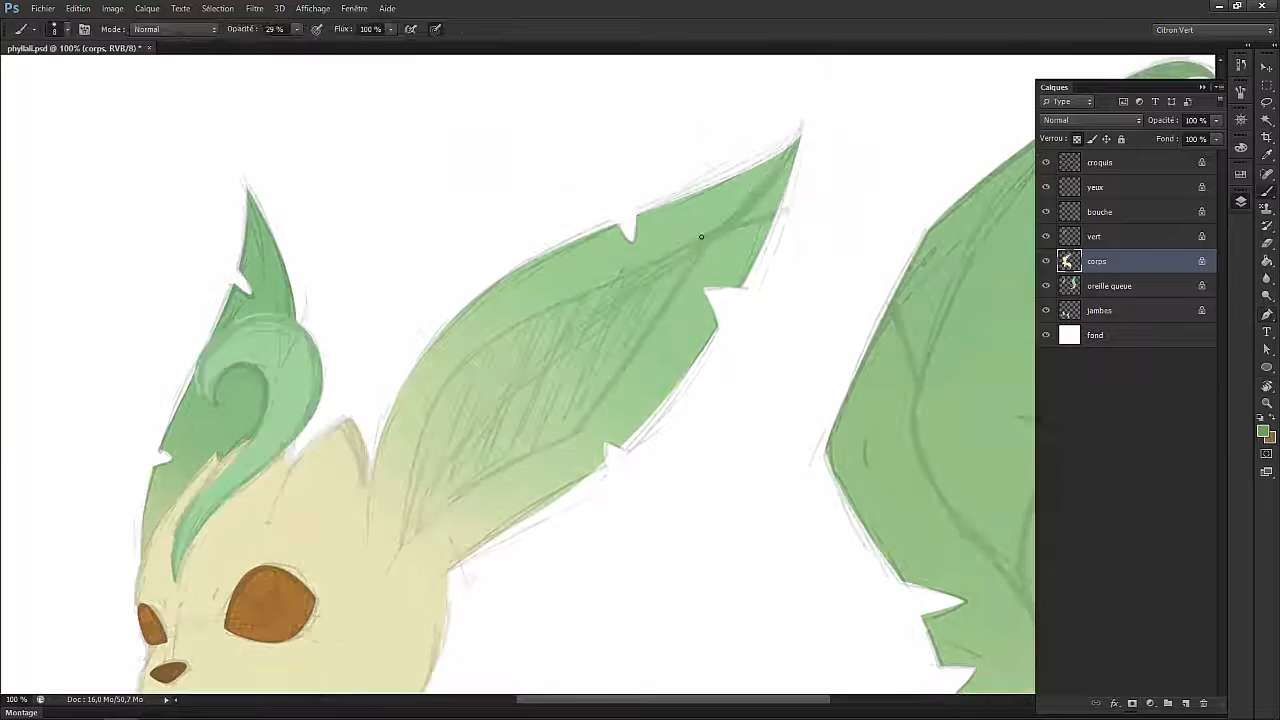 Ps Fichier Edition Image Calque Texte Sélection Filtre 3D Affichage Fenêtre Aide
8 Mode : Normal Opacité : 29 % Flux : 100 % Citron Vert
phyllali.psd @ 100% (corps, RVB/8) * ×
Calques
Type
Normal Opacité : 100 %
Verrou : Fond : 100 %
croquis
yeux
bouche
vert
corps
oreille queue
jambes
fond
100 % Doc : 16,0 Mo/50,7 Mo
Montage